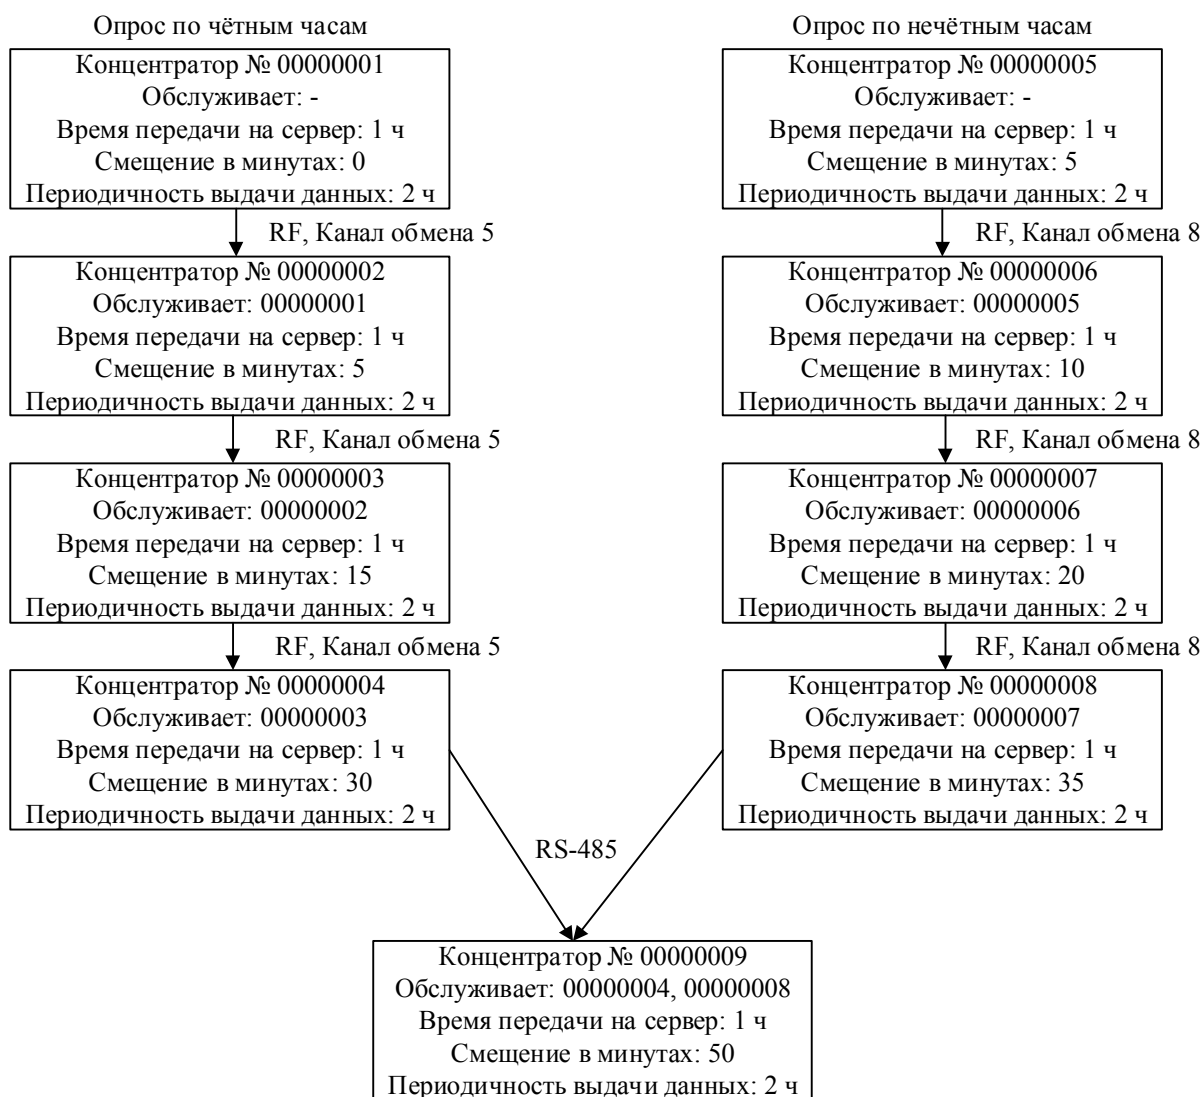 Опрос по чётным часам
Концентратор № 00000001
Обслуживает: -
Время передачи на сервер: 1 ч
Смещение в минутах: 0
Периодичность выдачи данных: 2 ч
RF, Канал обмена 5
Концентратор № 00000002
Обслуживает: 00000001
Время передачи на сервер: 1 ч
Смещение в минутах: 5
Периодичность выдачи данных: 2 ч
RF, Канал обмена 5
Концентратор № 00000003
Обслуживает: 00000002
Время передачи на сервер: 1 ч
Смещение в минутах: 15
Периодичность выдачи данных: 2 ч
RF, Канал обмена 5
Концентратор № 00000004
Обслуживает: 00000003
Время передачи на сервер: 1 ч
Смещение в минутах: 30
Периодичность выдачи данных: 2 ч
Опрос по нечётным часам
Концентратор № 00000005
Обслуживает: -
Время передачи на сервер: 1 ч
Смещение в минутах: 5
Периодичность выдачи данных: 2 ч
RF, Канал обмена 8
Концентратор № 00000006
Обслуживает: 00000005
Время передачи на сервер: 1 ч
Смещение в минутах: 10
Периодичность выдачи данных: 2 ч
RF, Канал обмена 8
Концентратор № 00000007
Обслуживает: 00000006
Время передачи на сервер: 1 ч
Смещение в минутах: 20
Периодичность выдачи данных: 2 ч
RF, Канал обмена 8
Концентратор № 00000008
Обслуживает: 00000007
Время передачи на сервер: 1 ч
Смещение в минутах: 35
Периодичность выдачи данных: 2 ч
RS-485
Концентратор № 00000009
Обслуживает: 00000004, 00000008
Время передачи на сервер: 1 ч
Смещение в минутах: 50
Периодичность выдачи данных: 2 ч